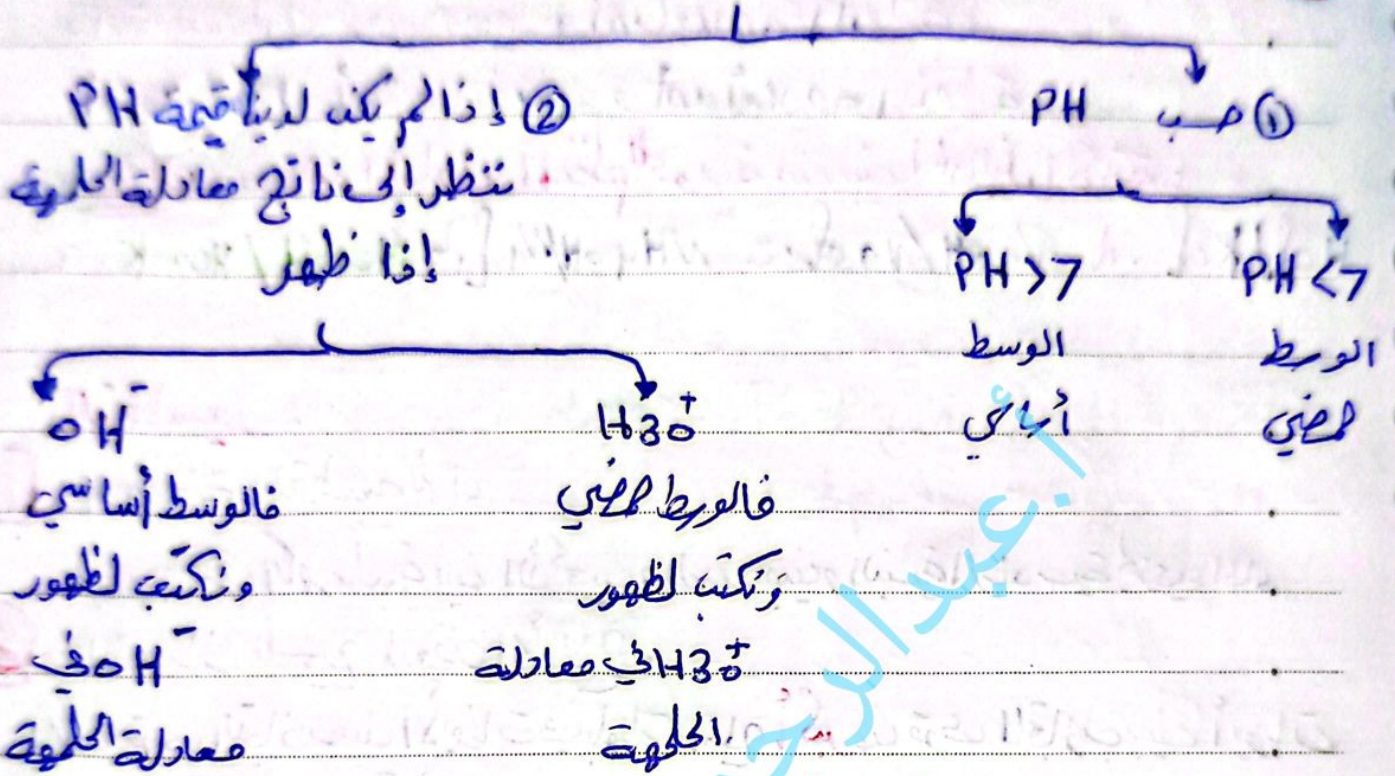 ① حسب PH
PH<7
الوسط
حمضي
PH>7
الوسط
أساسي
② إذا لم يكن لدينا قيمة PH
ننظر إلى ناتج معادلة الحلمهة
إذا ظهر
H3O+
فالوسط حمضي
ونكتب لظهور
H3O+ في معادلة
الحلمهة
OH-
فالوسط أساسي
ونكتب لظهور
OH- في
معادلة الحلمهة
أ.عبدالرح